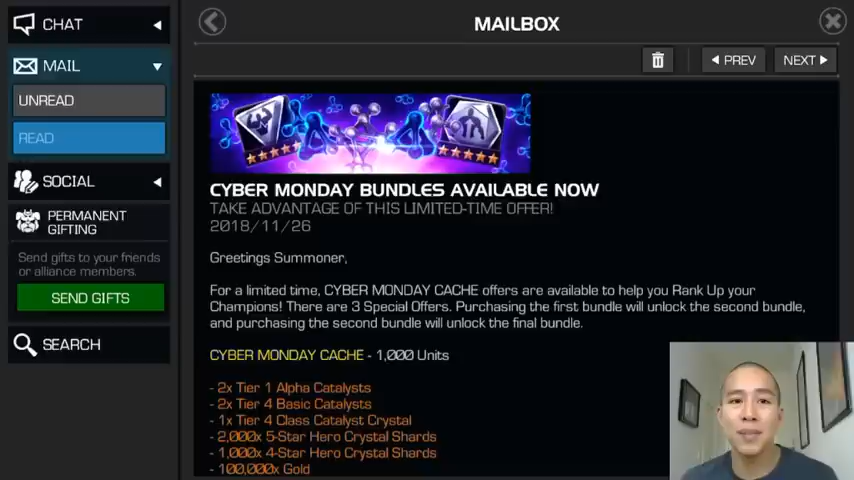 CHAT
MAIL
UNREAD
READ
SOCIAL
PERMANENT
GIFTING
Send gifts to your friends
or alliance members.
SEND GIFTS
SEARCH
MAILBOX
PREV
NEXT
CYBER MONDAY BUNDLES AVAILABLE NOW
TAKE ADVANTAGE OF THIS LIMITED-TIME OFFER!
2018/11/26
Greetings Summoner,
For a limited time, CYBER MONDAY CACHE offers are available to help you Rank Up your
Champions! There are 3 Special Offers. Purchasing the first bundle will unlock the second bundle,
and purchasing the second bundle will unlock the final bundle.
CYBER MONDAY CACHE - 1,000 Units
- 2x Tier 1 Alpha Catalysts
- 2x Tier 4 Basic Catalysts
- 1x Tier 4 Class Catalyst Crystal
- 2,000x 5-Star Hero Crystal Shards
- 1,000x 4-Star Hero Crystal Shards
- 100,000x Gold